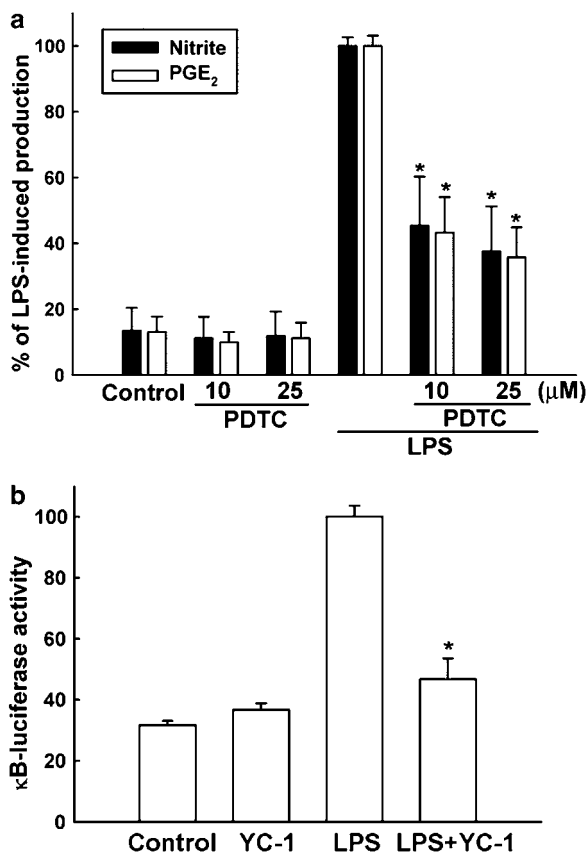 a
% of LPS-induced production
100
80
60
40
20
0
Nitrite
PGE2
* * * *
Control 10 25 10 25 (μM)
PDTC PDTC
LPS
b
κB-luciferase activity
100
80
60
40
20
0
*
Control YC-1 LPS LPS+YC-1